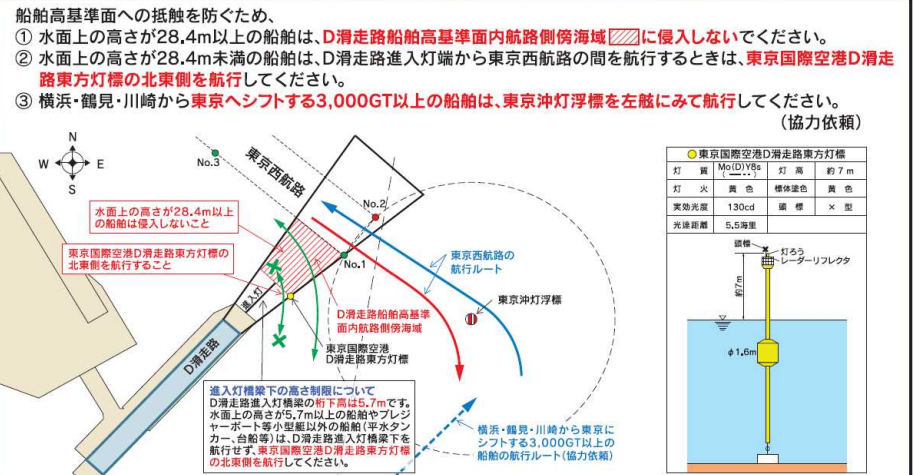 船舶高基準面への抵触を防ぐため、
① 水面上の高さが28.4m以上の船舶は、D滑走路船舶高基準面内航路側傍海域に侵入しないでください。
② 水面上の高さが28.4m未満の船舶は、D滑走路進入灯端から東京西航路の間を航行するときは、東京国際空港D滑走
路東方灯標の北東側を航行してください。
③ 横浜・鶴見・川崎から東京へシフトする3,000GT以上の船舶は、東京沖灯浮標を左舷にみて航行してください。
(協力依頼)
N
W
E
S
No.3
東京西航路
No.2
No.1
水面上の高さが28.4m以上
の船舶は侵入しないこと
東京国際空港D滑走路東方灯標の
北東側を航行すること
進入灯
D滑走路
東京西航路の
航行ルート
東京沖灯浮標
D滑走路船舶高基準
面内航路側傍海域
東京国際空港
D滑走路東方灯標
進入灯橋梁下の高さ制限について
D滑走路進入灯橋梁の桁下高は5.7mです。
水面上の高さが5.7m以上の船舶やプレジ
ャーボート等小型艇以外の船舶(平水タン
カー、台船等)は、D滑走路進入灯橋梁下を
航行せず、東京国際空港D滑走路東方灯標
の北東側を航行してください。
横浜・鶴見・川崎から東京に
シフトする3,000GT以上の
船舶の航行ルート(協力依頼)
東京国際空港D滑走路東方灯標
灯 質 Mo(D)Y8s 灯 高 約 7 m
灯 火 黄 色 標体塗色 黄 色
実効光度 130cd 頭 標 × 型
光達距離 5.5海里
頭標
灯ろう
レーダーリフレクタ
約7m
φ1.6m